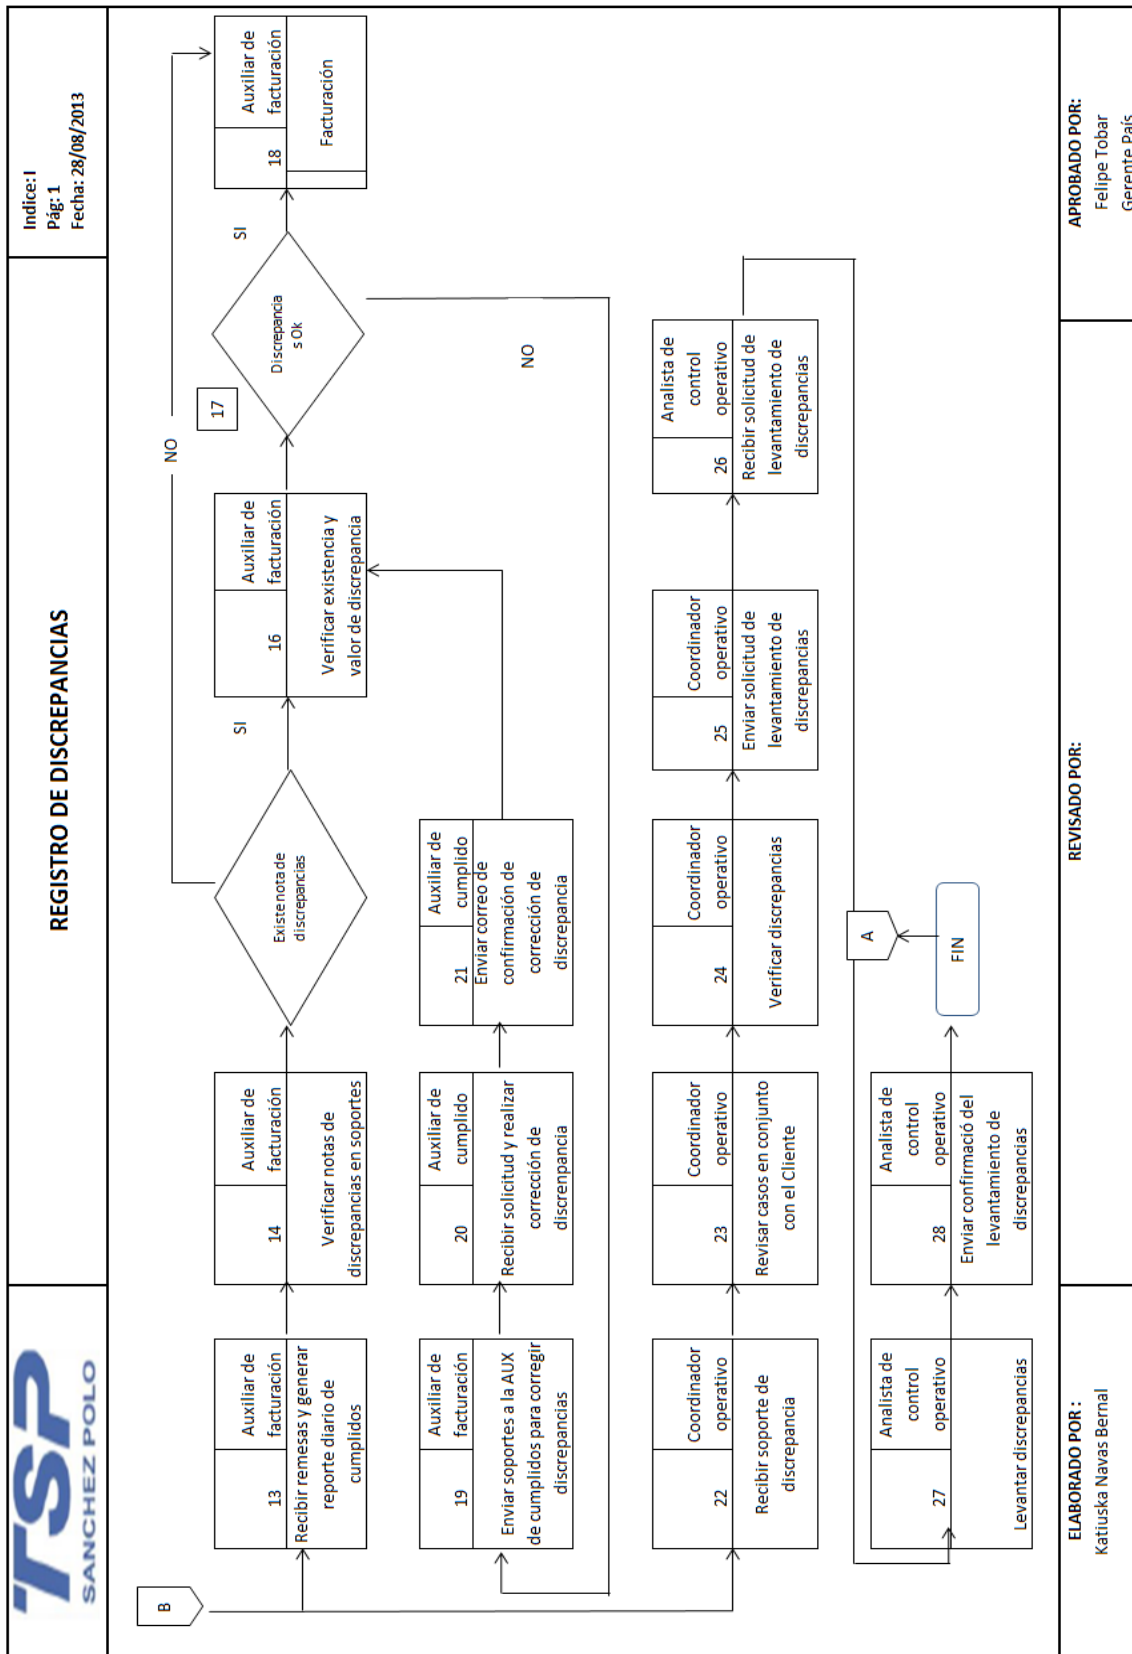 TSP
SANCHEZ POLO
REGISTRO DE DISCREPANCIAS
Indice: I
Pág: 1
Fecha: 28/08/2013
B
13
Auxiliar de
facturación
Recibir remesas y generar
reporte diario de
cumplidos
14
Auxiliar de
facturación
Verificar notas de
discrepancias en soportes
Existe nota de
discrepancias
NO
SI
16
Auxiliar de
facturación
Verificar existencia y
valor de discrepancia
17
Discrepancia
s Ok
SI
NO
18
Auxiliar de
facturación
Facturación
19
Auxiliar de
facturación
Enviar soportes a la AUX
de cumplidos para corregir
discrepancias
20
Auxiliar de
cumplido
Recibir solicitud y realizar
corrección de
discrenpancia
21
Auxiliar de
cumplido
Enviar correo de
confirmación de
corrección de
discrepancia
22
Coordinador
operativo
Recibir soporte de
discrepancia
23
Coordinador
operativo
Revisar casos en conjunto
con el Cliente
24
Coordinador
operativo
Verificar discrepancias
25
Coordinador
operativo
Enviar solicitud de
levantamiento de
discrepancias
26
Analista de
control
operativo
Recibir solicitud de
levantamiento de
discrepancias
27
Analista de
control
operativo
Levantar discrepancias
28
Analista de
control
operativo
Enviar confirmació del
levantamiento de
discrepancias
A
FIN
ELABORADO POR :
Katiuska Navas Bernal
REVISADO POR:
APROBADO POR:
Felipe Tobar
Gerente País